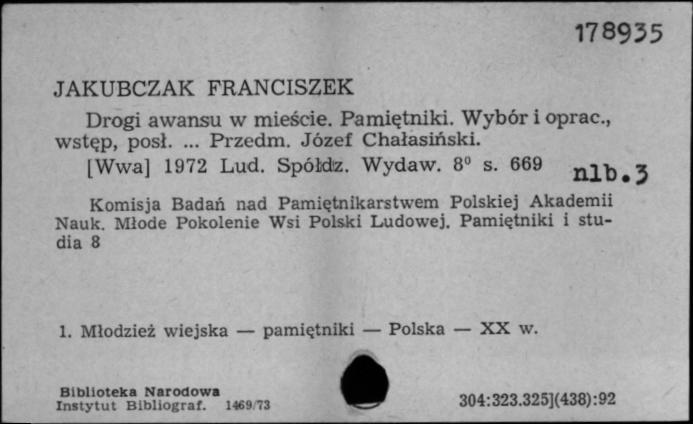 178935
JAKUBCZAK FRANCISZEK
Drogi awansu w mieście. Pamiętniki. Wybór i oprac.,
wstęp, posł. ... Przedm. Józef Chałasiński.
[Wwa] 1972 Lud. Spółdz. Wydaw. 8⁰ s. 669 nlb.3
Komisja Badań nad Pamiętnikarstwem Polskiej Akademii
Nauk. Młode Pokolenie Wsi Polski Ludowej. Pamiętniki i stu-
dia 8
1. Młodzież wiejska — pamiętniki — Polska — XX w.
Biblioteka Narodowa
Instytut Bibliograf. 1469/73
304:323.325](438):92